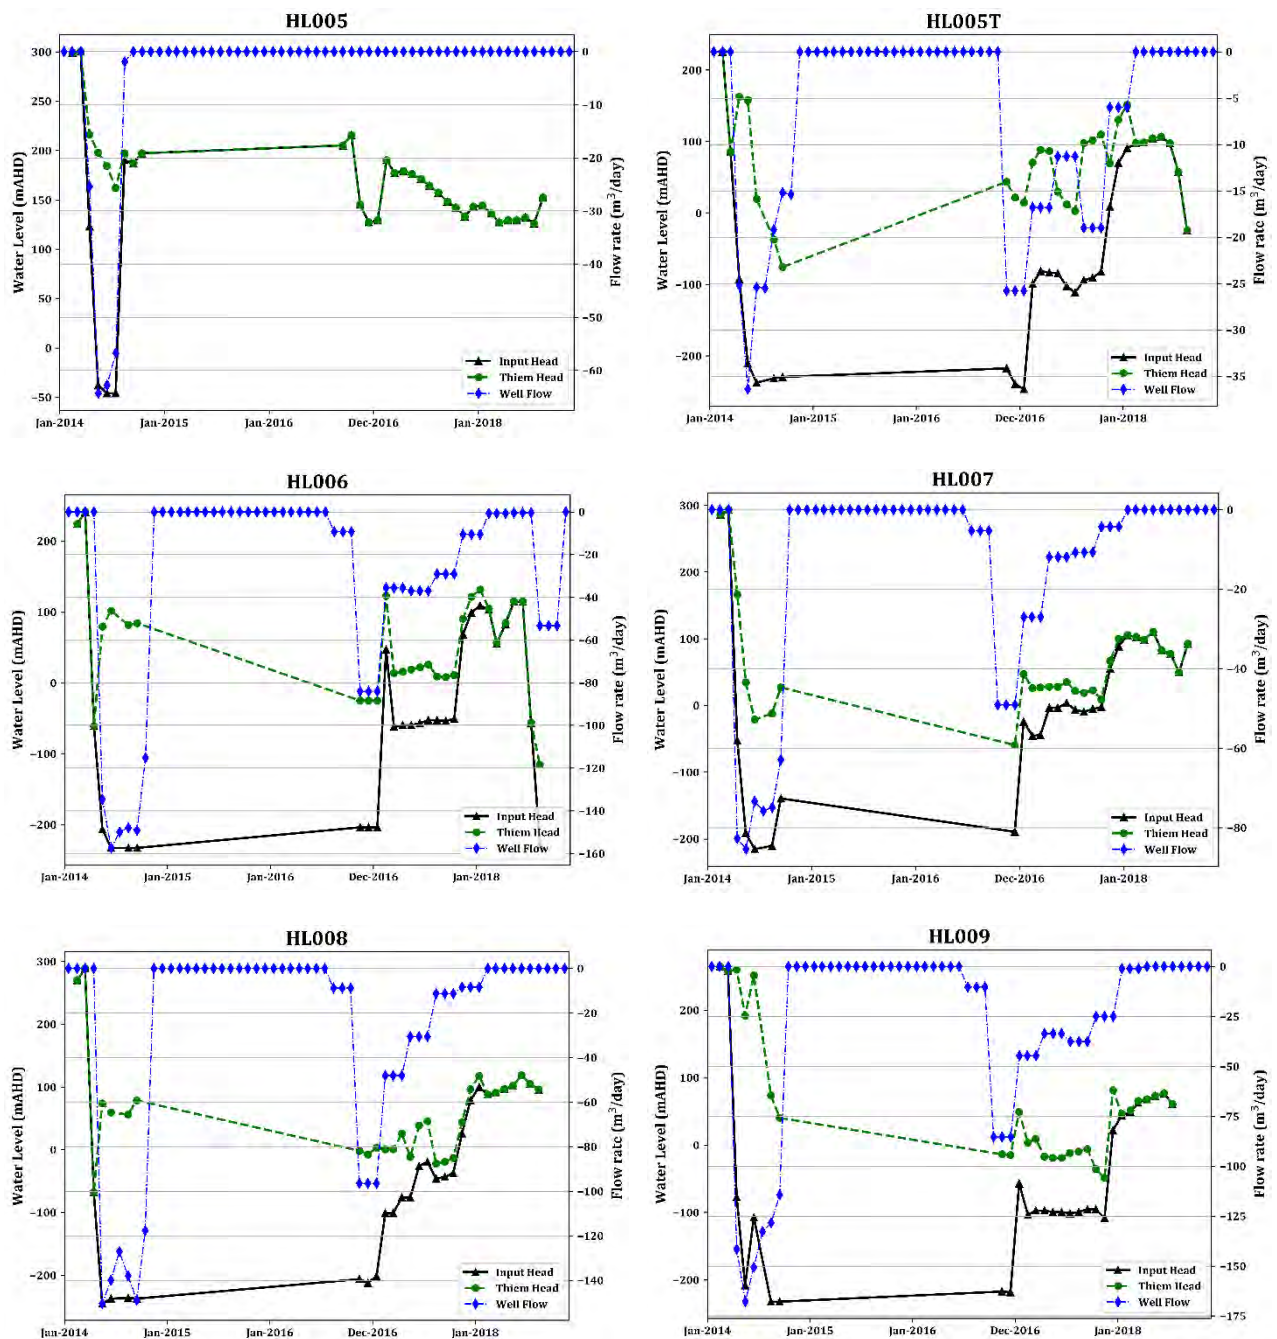 HL005
Water Level (mAHD)
300
250
200
150
100
50
0
−50
0
−10
−20
−30
−40
−50
−60
Flow rate (m³/day)
Input Head
Thiem Head
Well Flow
Jan-2014 Jan-2015 Jan-2016 Dec-2016 Jan-2018
HL005T
Water Level (mAHD)
200
100
0
−100
−200
0
−5
−10
−15
−20
−25
−30
−35
Flow rate (m³/day)
Input Head
Thiem Head
Well Flow
Jan-2014 Jan-2015 Jan-2016 Dec-2016 Jan-2018
HL006
Water Level (mAHD)
200
100
0
−100
−200
0
−20
−40
−60
−80
−100
−120
−140
−160
Flow rate (m³/day)
Input Head
Thiem Head
Well Flow
Jan-2014 Jan-2015 Jan-2016 Dec-2016 Jan-2018
HL007
Water Level (mAHD)
300
200
100
0
−100
−200
0
−20
−40
−60
−80
Flow rate (m³/day)
Input Head
Thiem Head
Well Flow
Jan-2014 Jan-2015 Jan-2016 Dec-2016 Jan-2018
HL008
Water Level (mAHD)
300
200
100
0
−100
−200
0
−20
−40
−60
−80
−100
−120
−140
Flow rate (m³/day)
Input Head
Thiem Head
Well Flow
Jan-2014 Jan-2015 Jan-2016 Dec-2016 Jan-2018
HL009
Water Level (mAHD)
200
100
0
−100
−200
0
−25
−50
−75
−100
−125
−150
−175
Flow rate (m³/day)
Input Head
Thiem Head
Well Flow
Jan-2014 Jan-2015 Jan-2016 Dec-2016 Jan-2018